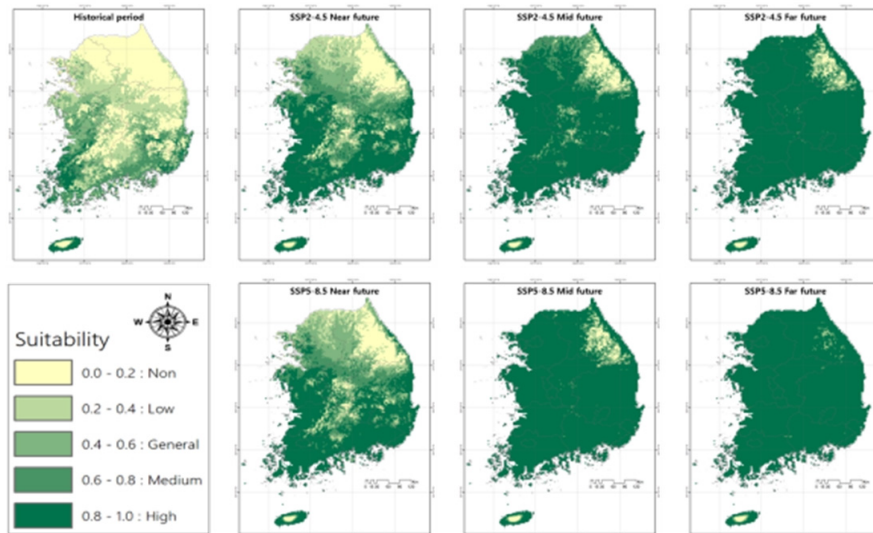 Historical period
SSP2-4.5 Near future
SSP2-4.5 Mid future
SSP2-4.5 Far future
SSP5-8.5 Near future
SSP5-8.5 Mid future
SSP5-8.5 Far future
N
W E
S
Suitability
0.0 - 0.2 : Non
0.2 - 0.4 : Low
0.4 - 0.6 : General
0.6 - 0.8 : Medium
0.8 - 1.0 : High